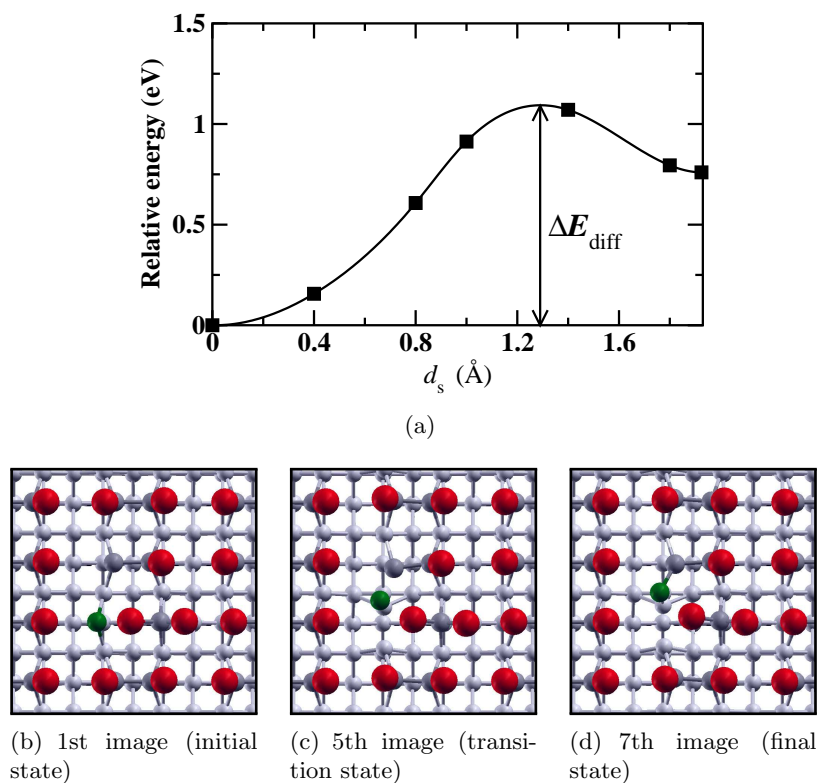 1.5
1
0.5
0
Relative energy (eV)
ΔE_diff
0 0.4 0.8 1.2 1.6
d_s (Å)
(a)
(b) 1st image (initial
state)
(c) 5th image (transi-
tion state)
(d) 7th image (final
state)